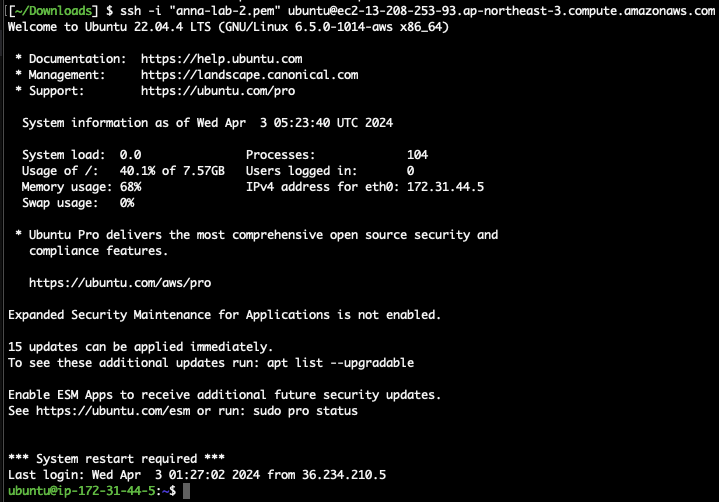 [~/Downloads] $ ssh -i "anna-lab-2.pem" ubuntu@ec2-13-208-253-93.ap-northeast-3.compute.amazonaws.com
Welcome to Ubuntu 22.04.4 LTS (GNU/Linux 6.5.0-1014-aws x86_64)

 * Documentation:  https://help.ubuntu.com
 * Management:     https://landscape.canonical.com
 * Support:        https://ubuntu.com/pro

  System information as of Wed Apr  3 05:23:40 UTC 2024

  System load:  0.0               Processes:             104
  Usage of /:   40.1% of 7.57GB   Users logged in:       0
  Memory usage: 68%               IPv4 address for eth0: 172.31.44.5
  Swap usage:   0%

 * Ubuntu Pro delivers the most comprehensive open source security and
   compliance features.

   https://ubuntu.com/aws/pro

Expanded Security Maintenance for Applications is not enabled.

15 updates can be applied immediately.
To see these additional updates run: apt list --upgradable

Enable ESM Apps to receive additional future security updates.
See https://ubuntu.com/esm or run: sudo pro status


*** System restart required ***
Last login: Wed Apr  3 01:27:02 2024 from 36.234.210.5
ubuntu@ip-172-31-44-5:~$